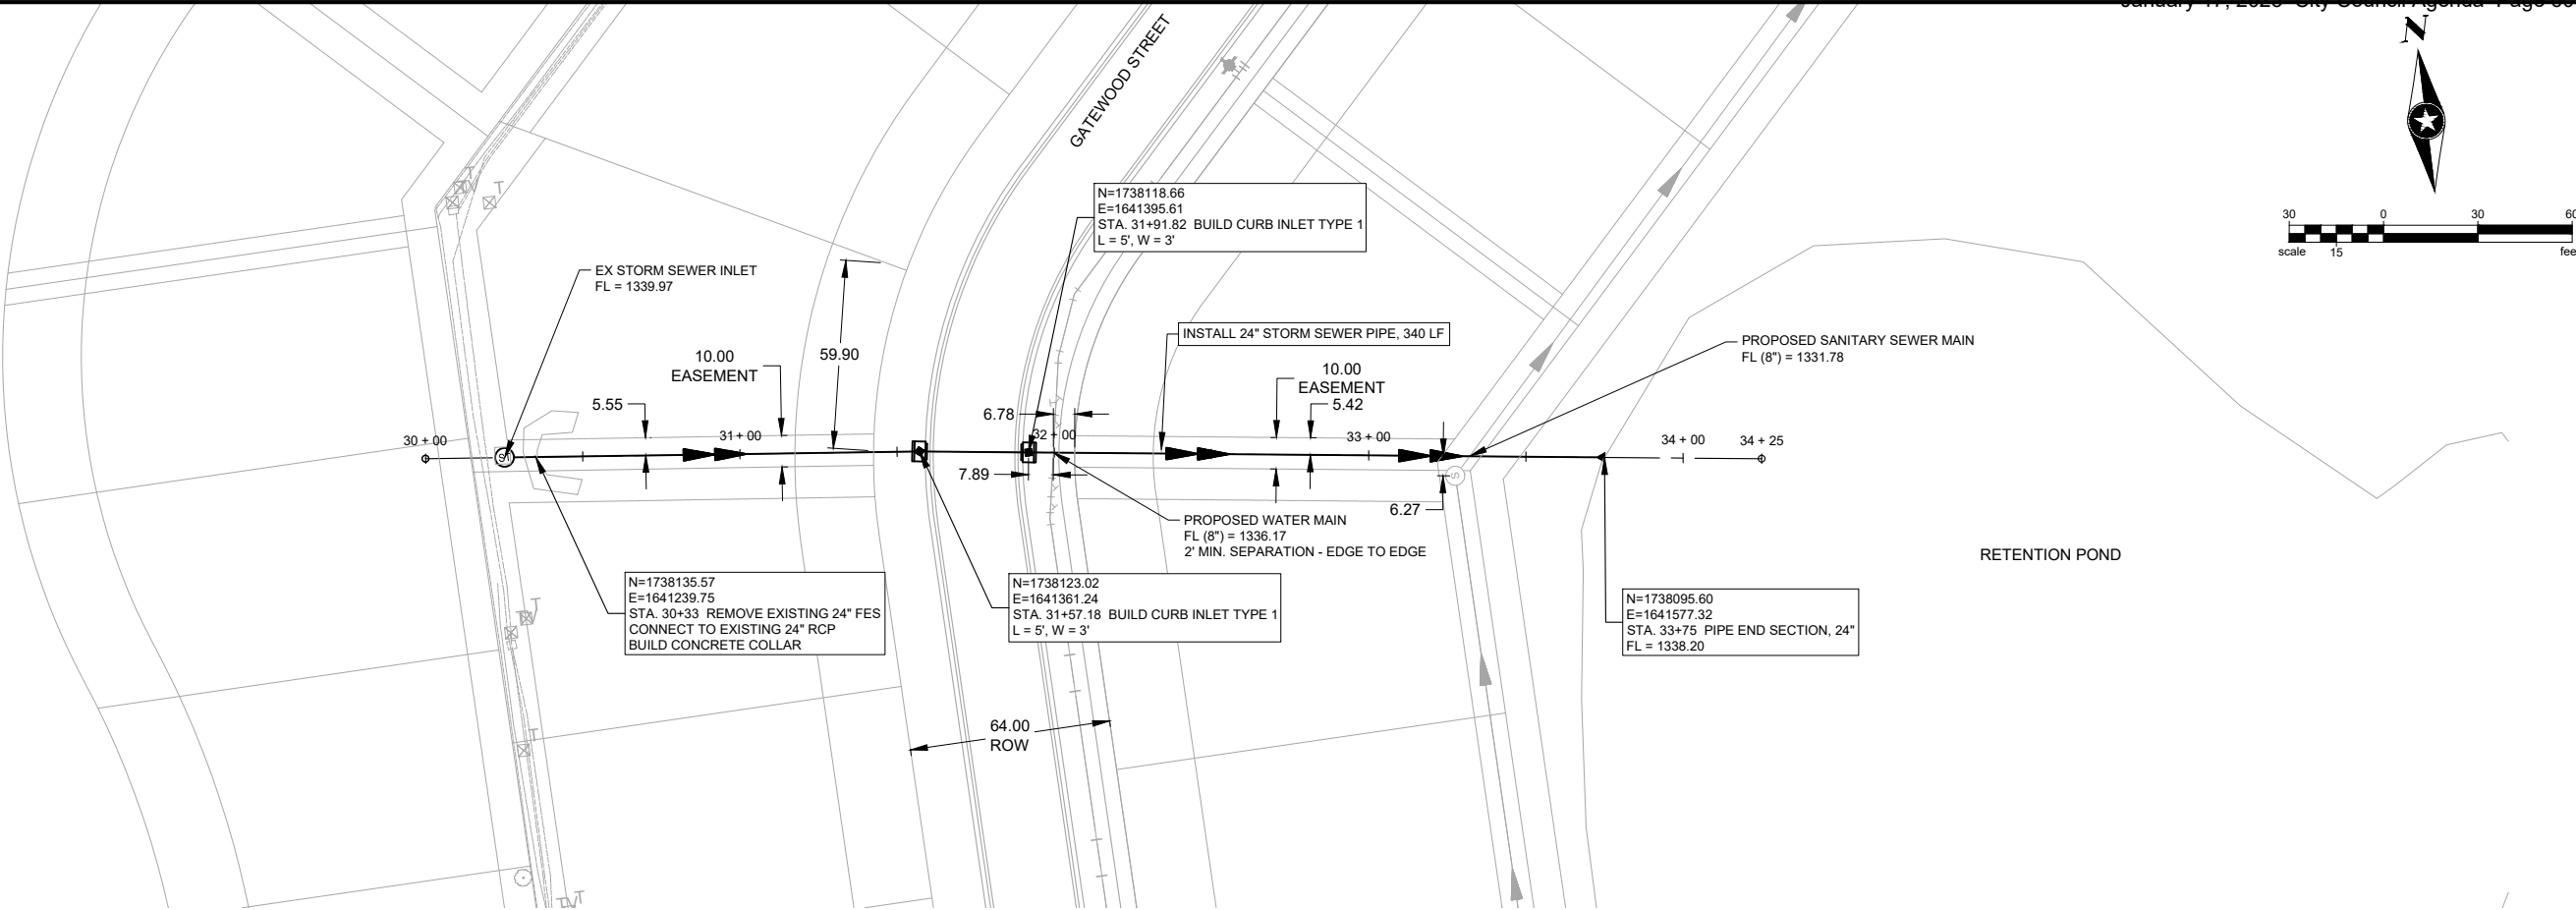 GATEWOOD STREET
N
30 0 30 60
scale 15
N=1738118.66
E=1641395.61
STA. 31+91.82 BUILD CURB INLET TYPE 1
L = 5', W = 3'
EX STORM SEWER INLET
FL = 1339.97
INSTALL 24" STORM SEWER PIPE, 340 LF
PROPOSED SANITARY SEWER MAIN
FL (8") = 1331.78
10.00
EASEMENT
59.90
10.00
EASEMENT
5.55
5.42
6.78
30 + 00
31 + 00
32 + 00
33 + 00
34 + 00
34 + 25
ST
S
7.89
6.27
PROPOSED WATER MAIN
FL (8") = 1336.17
2' MIN. SEPARATION - EDGE TO EDGE
RETENTION POND
N=1738135.57
E=1641239.75
STA. 30+33 REMOVE EXISTING 24" FES
CONNECT TO EXISTING 24" RCP
BUILD CONCRETE COLLAR
N=1738123.02
E=1641361.24
STA. 31+57.18 BUILD CURB INLET TYPE 1
L = 5', W = 3'
N=1738095.60
E=1641577.32
STA. 33+75 PIPE END SECTION, 24"
FL = 1338.20
64.00
ROW